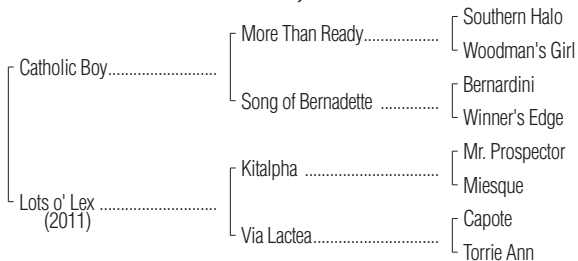 Southern Halo
More Than Ready..................
Woodman's Girl
Catholic Boy..........................
Bernardini
Song of Bernadette ..............
Winner's Edge
Mr. Prospector
Kitalpha ................................
Miesque
Lots o' Lex ............................
(2011)
Capote
Via Lactea..............................
Torrie Ann